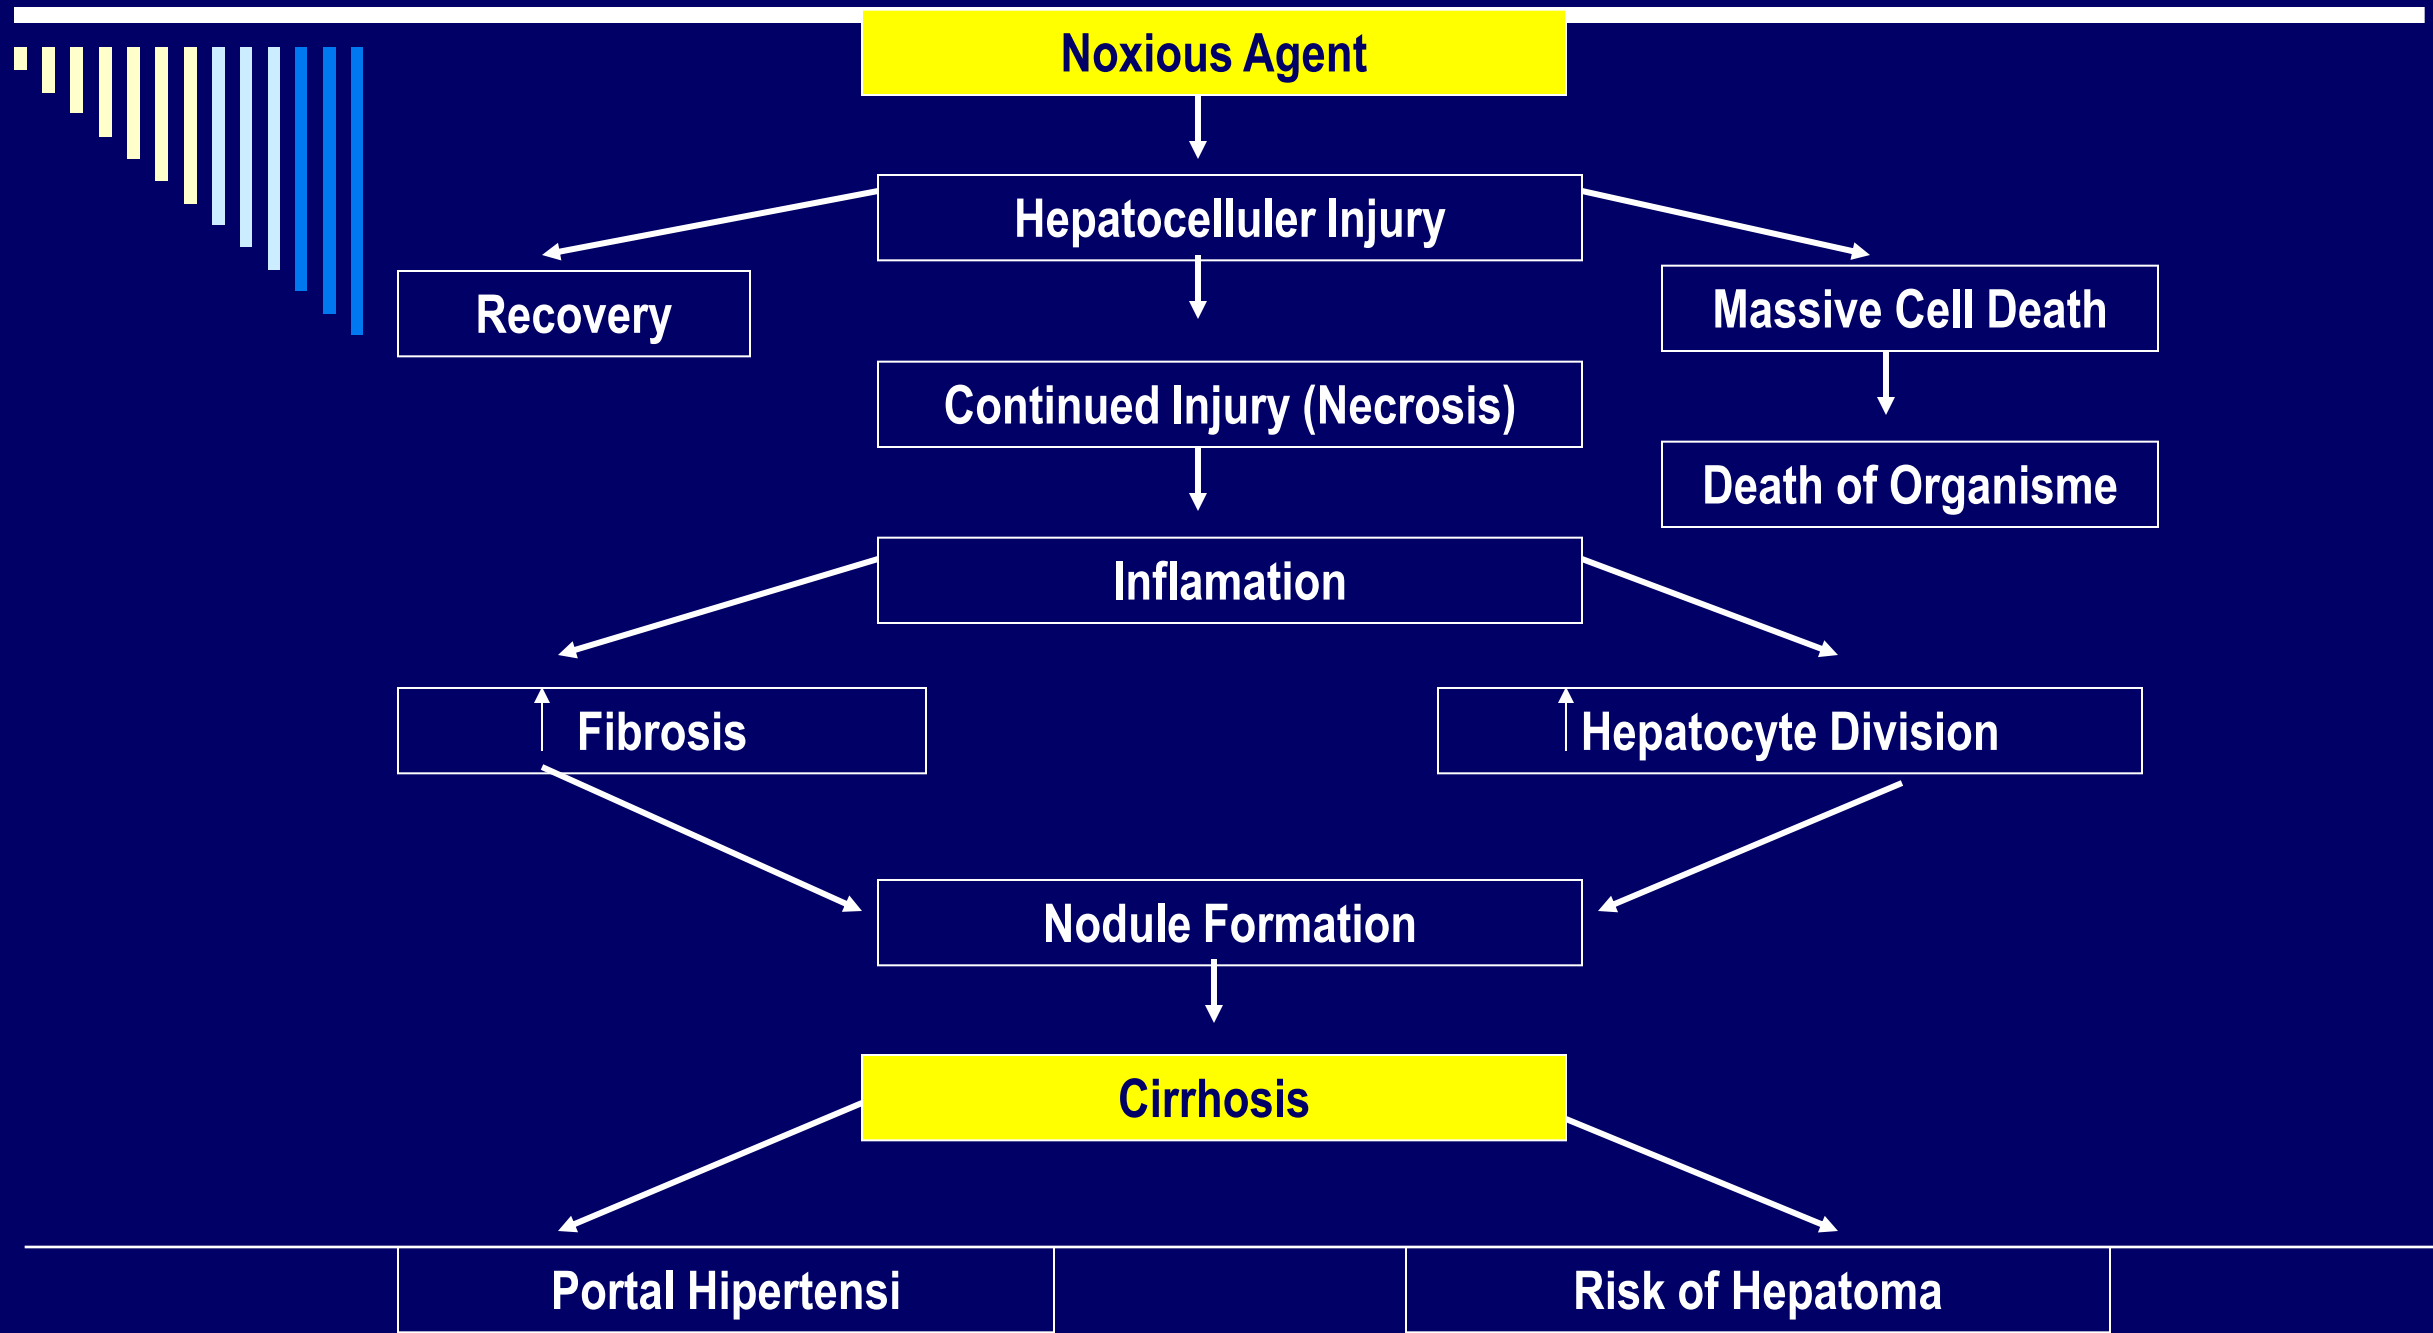 Noxious Agent
Hepatocelluler Injury
Recovery
Massive Cell Death
Continued Injury (Necrosis)
Death of Organisme
Inflamation
Fibrosis
Hepatocyte Division
Nodule Formation
Cirrhosis
Portal Hipertensi
Risk of Hepatoma